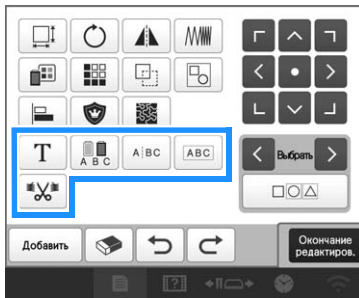 T
A B C
A BC
ABC
Выбрать
Добавить
Окончание
редактиров.
?